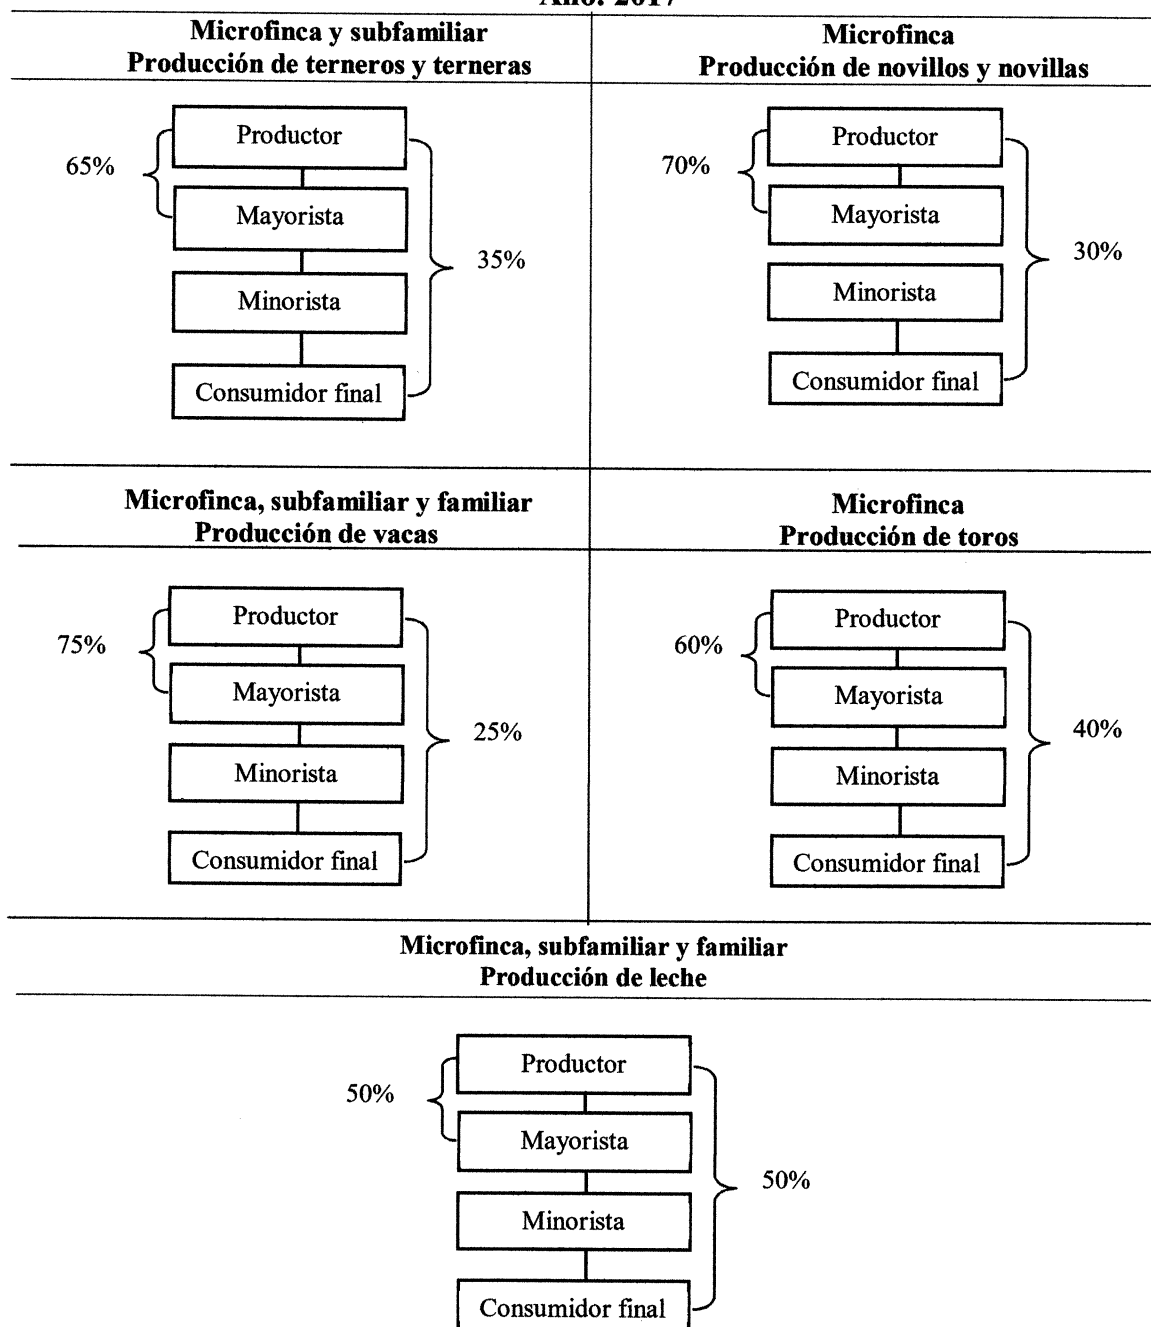 Microfinca y subfamiliar
Producción de terneros y terneras
Microfinca
Producción de novillos y novillas
Productor
65%
Mayorista
35%
Minorista
Consumidor final
Productor
70%
Mayorista
30%
Minorista
Consumidor final
Microfinca, subfamiliar y familiar
Producción de vacas
Microfinca
Producción de toros
Productor
75%
Mayorista
25%
Minorista
Consumidor final
Productor
60%
Mayorista
40%
Minorista
Consumidor final
Microfinca, subfamiliar y familiar
Producción de leche
Productor
50%
Mayorista
50%
Minorista
Consumidor final